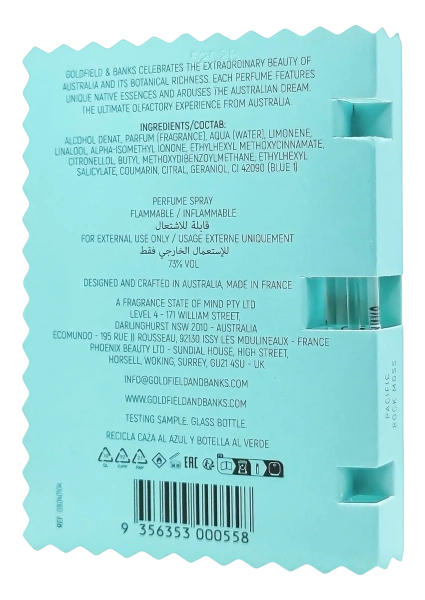 GOLDFIELD & BANKS CELEBRATES THE EXTRAORDINARY BEAUTY OF
AUSTRALIA AND ITS BOTANICAL RICHNESS. EACH PERFUME FEATURES
UNIQUE NATIVE ESSENCES AND AROUSES THE AUSTRALIAN DREAM.
THE ULTIMATE OLFACTORY EXPERIENCE FROM AUSTRALIA.
INGREDIENTS/СОСТАВ:
ALCOHOL DENAT, PARFUM (FRAGRANCE), AQUA (WATER), LIMONENE,
LINALOOL, ALPHA-ISOMETHYL IONONE, ETHYLHEXYL METHOXYCINNAMATE,
CITRONELLOL, BUTYL METHOXYDIBENZOYLMETHANE, ETHYLHEXYL
SALICYLATE, COUMARIN, CITRAL, GERANIOL, CI 42090 (BLUE 1)
PERFUME SPRAY
FLAMMABLE / INFLAMMABLE
قابلة للاشتعال
FOR EXTERNAL USE ONLY / USAGE EXTERNE UNIQUEMENT
للإستعمال الخارجي فقط
73% VOL
DESIGNED AND CRAFTED IN AUSTRALIA, MADE IN FRANCE
A FRAGRANCE STATE OF MIND PTY LTD
LEVEL 4 - 171 WILLIAM STREET,
DARLINGHURST NSW 2010 - AUSTRALIA
ECOMUNDO - 195 RUE JJ ROUSSEAU, 92130 ISSY LES MOULINEAUX - FRANCE
PHOENIX BEAUTY LTD - SUNDIAL HOUSE, HIGH STREET,
HORSELL WOKING, SURREY, GU21 4SU - UK
INFO@GOLDFIELDANDBANKS.COM
WWW.GOLDFIELDANDBANKS.COM
TESTING SAMPLE. GLASS BOTTLE.
RECICLA CAZA AL AZUL Y BOTELLA AL VERDE
EAC
9 356353 000558
PACIFIC
ROCK MOSS